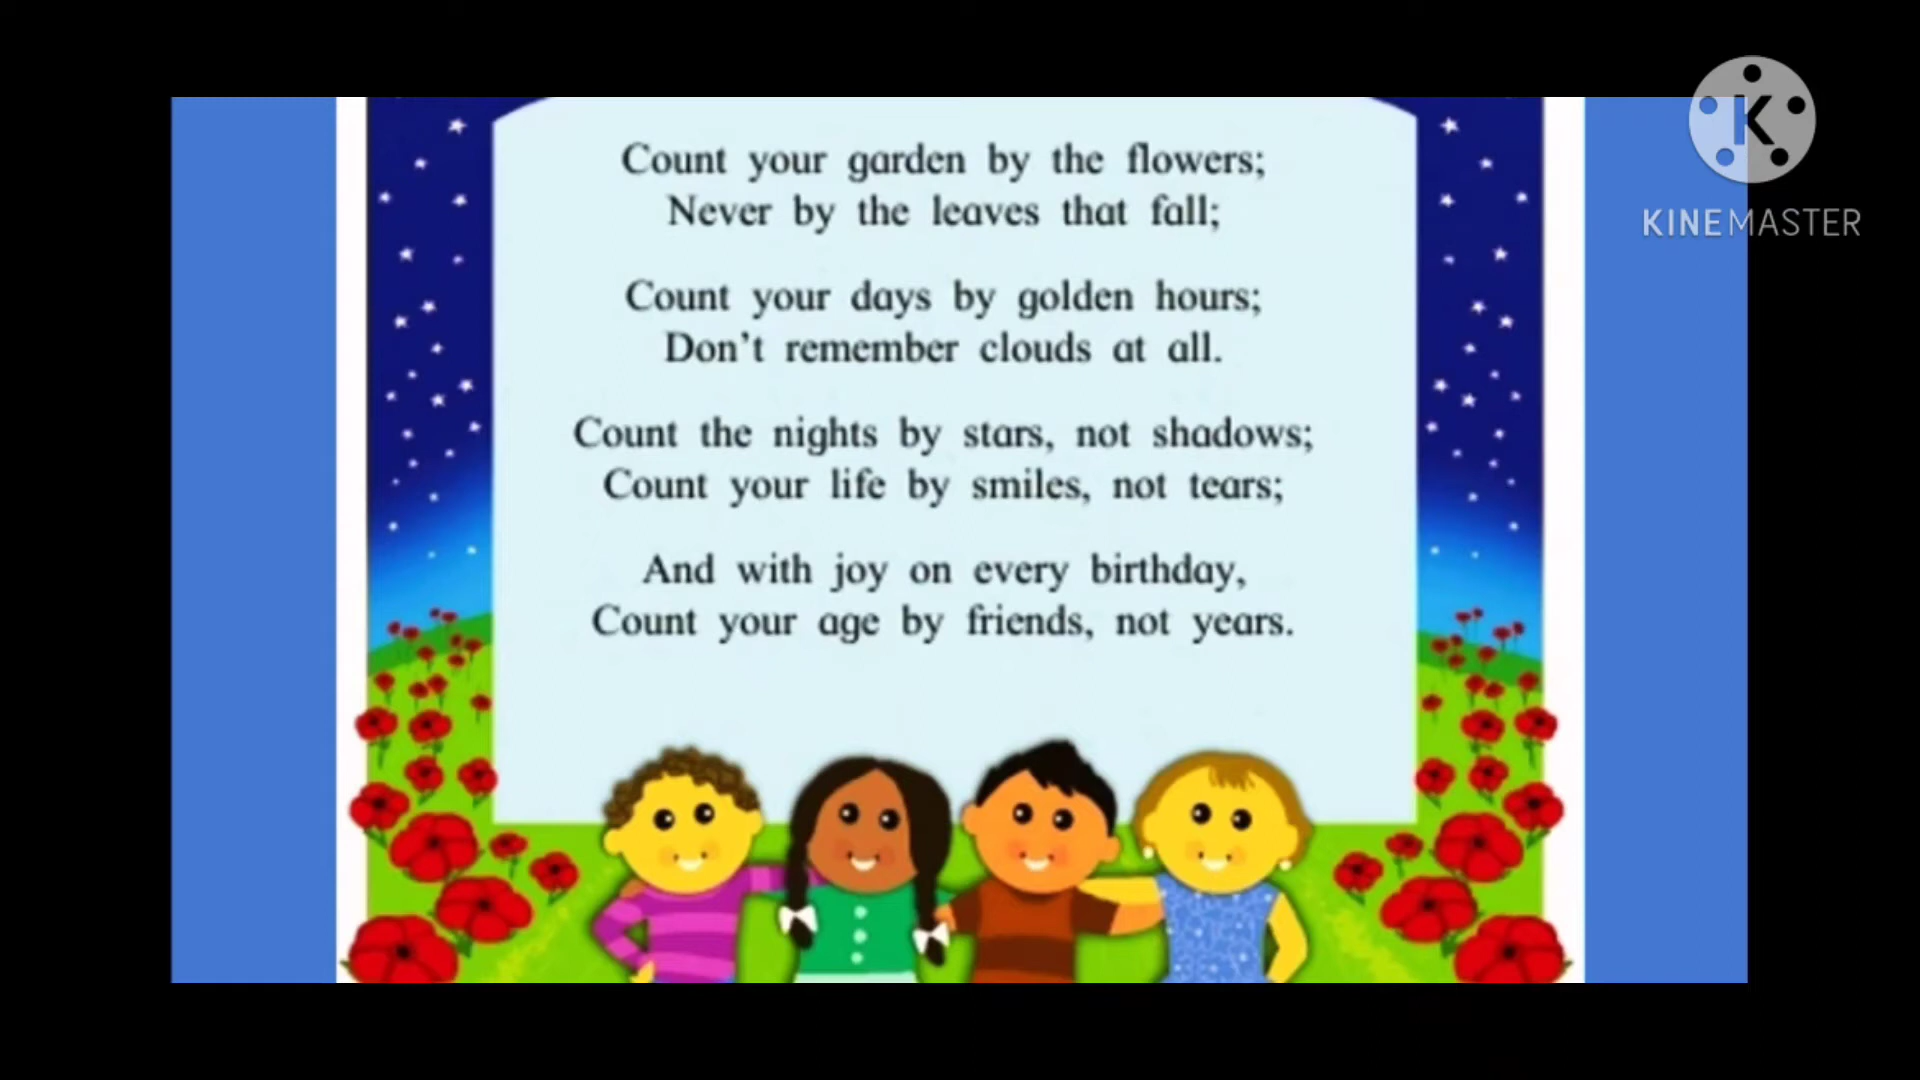 Count your garden by the flowers;
Never by the leaves that fall;
Count your days by golden hours;
Don't remember clouds at all.
Count the nights by stars, not shadows;
Count your life by smiles, not tears;
And with joy on every birthday,
Count your age by friends, not years.
K
KINEMASTER